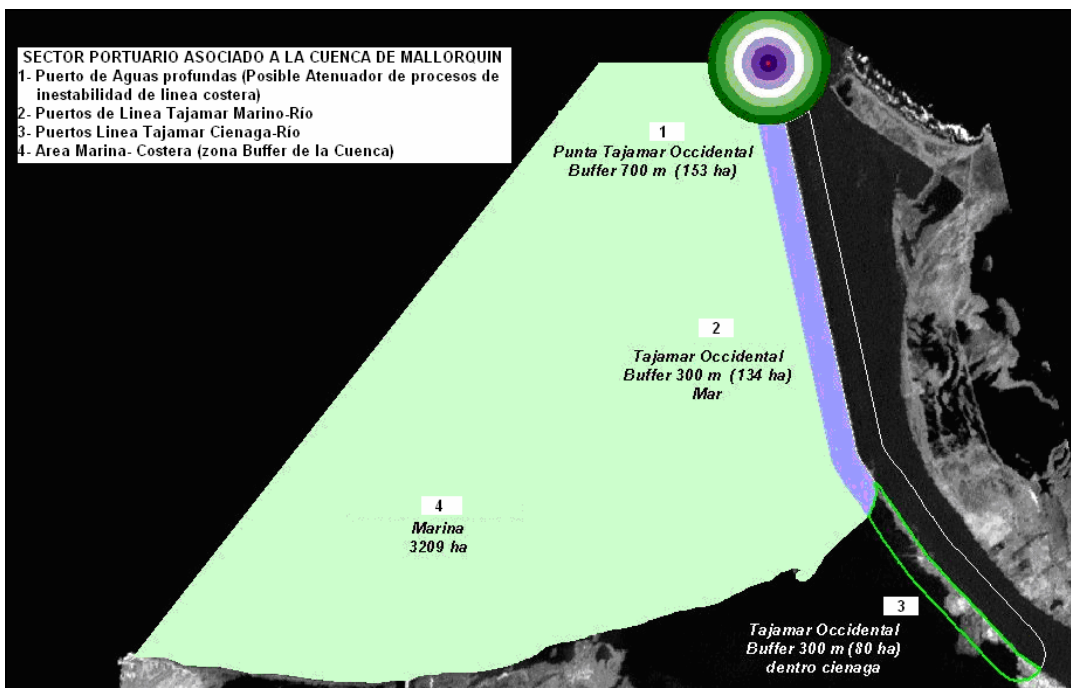 SECTOR PORTUARIO ASOCIADO A LA CUENCA DE MALLORQUIN
1- Puerto de Aguas profundas (Posible Atenuador de procesos de
inestabilidad de linea costera)
2- Puertos de Linea Tajamar Marino-Río
3- Puertos Linea Tajamar Cienaga-Río
4- Area Marina- Costera (zona Buffer de la Cuenca)
1
Punta Tajamar Occidental
Buffer 700 m (153 ha)
2
Tajamar Occidental
Buffer 300 m (134 ha)
Mar
4
Marina
3209 ha
3
Tajamar Occidental
Buffer 300 m (80 ha)
dentro cienaga